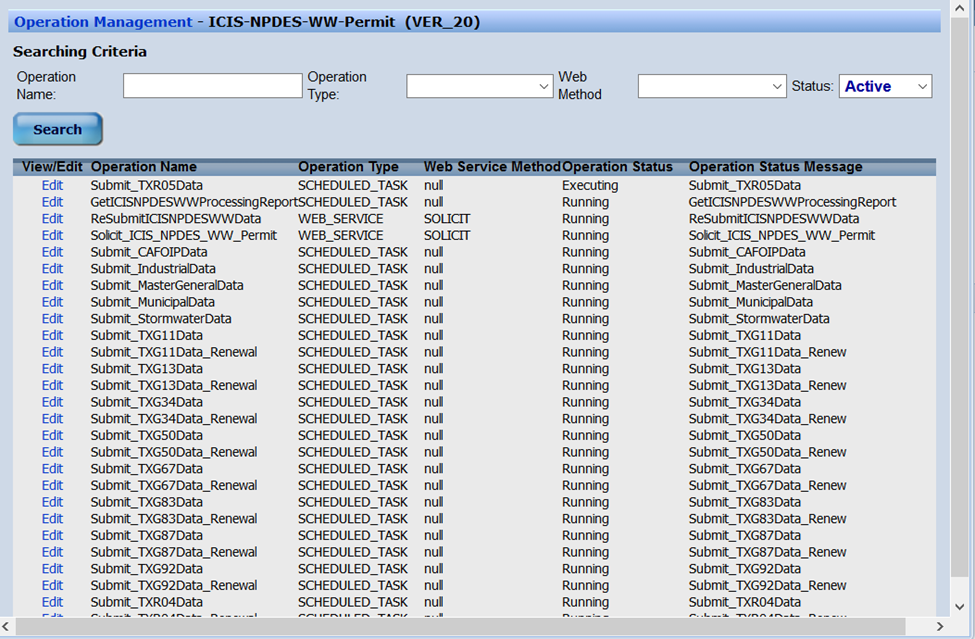 Operation Management - ICIS-NPDES-WW-Permit (VER_20)
Searching Criteria
Operation Name: Operation Type: Web Method Status: Active
Search
View/Edit Operation Name Operation Type Web Service Method Operation Status Operation Status Message
Edit Submit_TXR05Data SCHEDULED_TASK null Executing Submit_TXR05Data
Edit GetICISNPDESWWProcessingReport SCHEDULED_TASK null Running GetICISNPDESWWProcessingReport
Edit ReSubmitICISNPDESWWData WEB_SERVICE SOLICIT Running ReSubmitICISNPDESWWData
Edit Solicit_ICIS_NPDES_WW_Permit WEB_SERVICE SOLICIT Running Solicit_ICIS_NPDES_WW_Permit
Edit Submit_CAFOIPData SCHEDULED_TASK null Running Submit_CAFOIPData
Edit Submit_IndustrialData SCHEDULED_TASK null Running Submit_IndustrialData
Edit Submit_MasterGeneralData SCHEDULED_TASK null Running Submit_MasterGeneralData
Edit Submit_MunicipalData SCHEDULED_TASK null Running Submit_MunicipalData
Edit Submit_StormwaterData SCHEDULED_TASK null Running Submit_StormwaterData
Edit Submit_TXG11Data SCHEDULED_TASK null Running Submit_TXG11Data
Edit Submit_TXG11Data_Renewal SCHEDULED_TASK null Running Submit_TXG11Data_Renew
Edit Submit_TXG13Data SCHEDULED_TASK null Running Submit_TXG13Data
Edit Submit_TXG13Data_Renewal SCHEDULED_TASK null Running Submit_TXG13Data_Renew
Edit Submit_TXG34Data SCHEDULED_TASK null Running Submit_TXG34Data
Edit Submit_TXG34Data_Renewal SCHEDULED_TASK null Running Submit_TXG34Data_Renew
Edit Submit_TXG50Data SCHEDULED_TASK null Running Submit_TXG50Data
Edit Submit_TXG50Data_Renewal SCHEDULED_TASK null Running Submit_TXG50Data_Renew
Edit Submit_TXG67Data SCHEDULED_TASK null Running Submit_TXG67Data
Edit Submit_TXG67Data_Renewal SCHEDULED_TASK null Running Submit_TXG67Data_Renew
Edit Submit_TXG83Data SCHEDULED_TASK null Running Submit_TXG83Data
Edit Submit_TXG83Data_Renewal SCHEDULED_TASK null Running Submit_TXG83Data_Renew
Edit Submit_TXG87Data SCHEDULED_TASK null Running Submit_TXG87Data
Edit Submit_TXG87Data_Renewal SCHEDULED_TASK null Running Submit_TXG87Data_Renew
Edit Submit_TXG92Data SCHEDULED_TASK null Running Submit_TXG92Data
Edit Submit_TXG92Data_Renewal SCHEDULED_TASK null Running Submit_TXG92Data_Renew
Edit Submit_TXR04Data SCHEDULED_TASK null Running Submit_TXR04Data